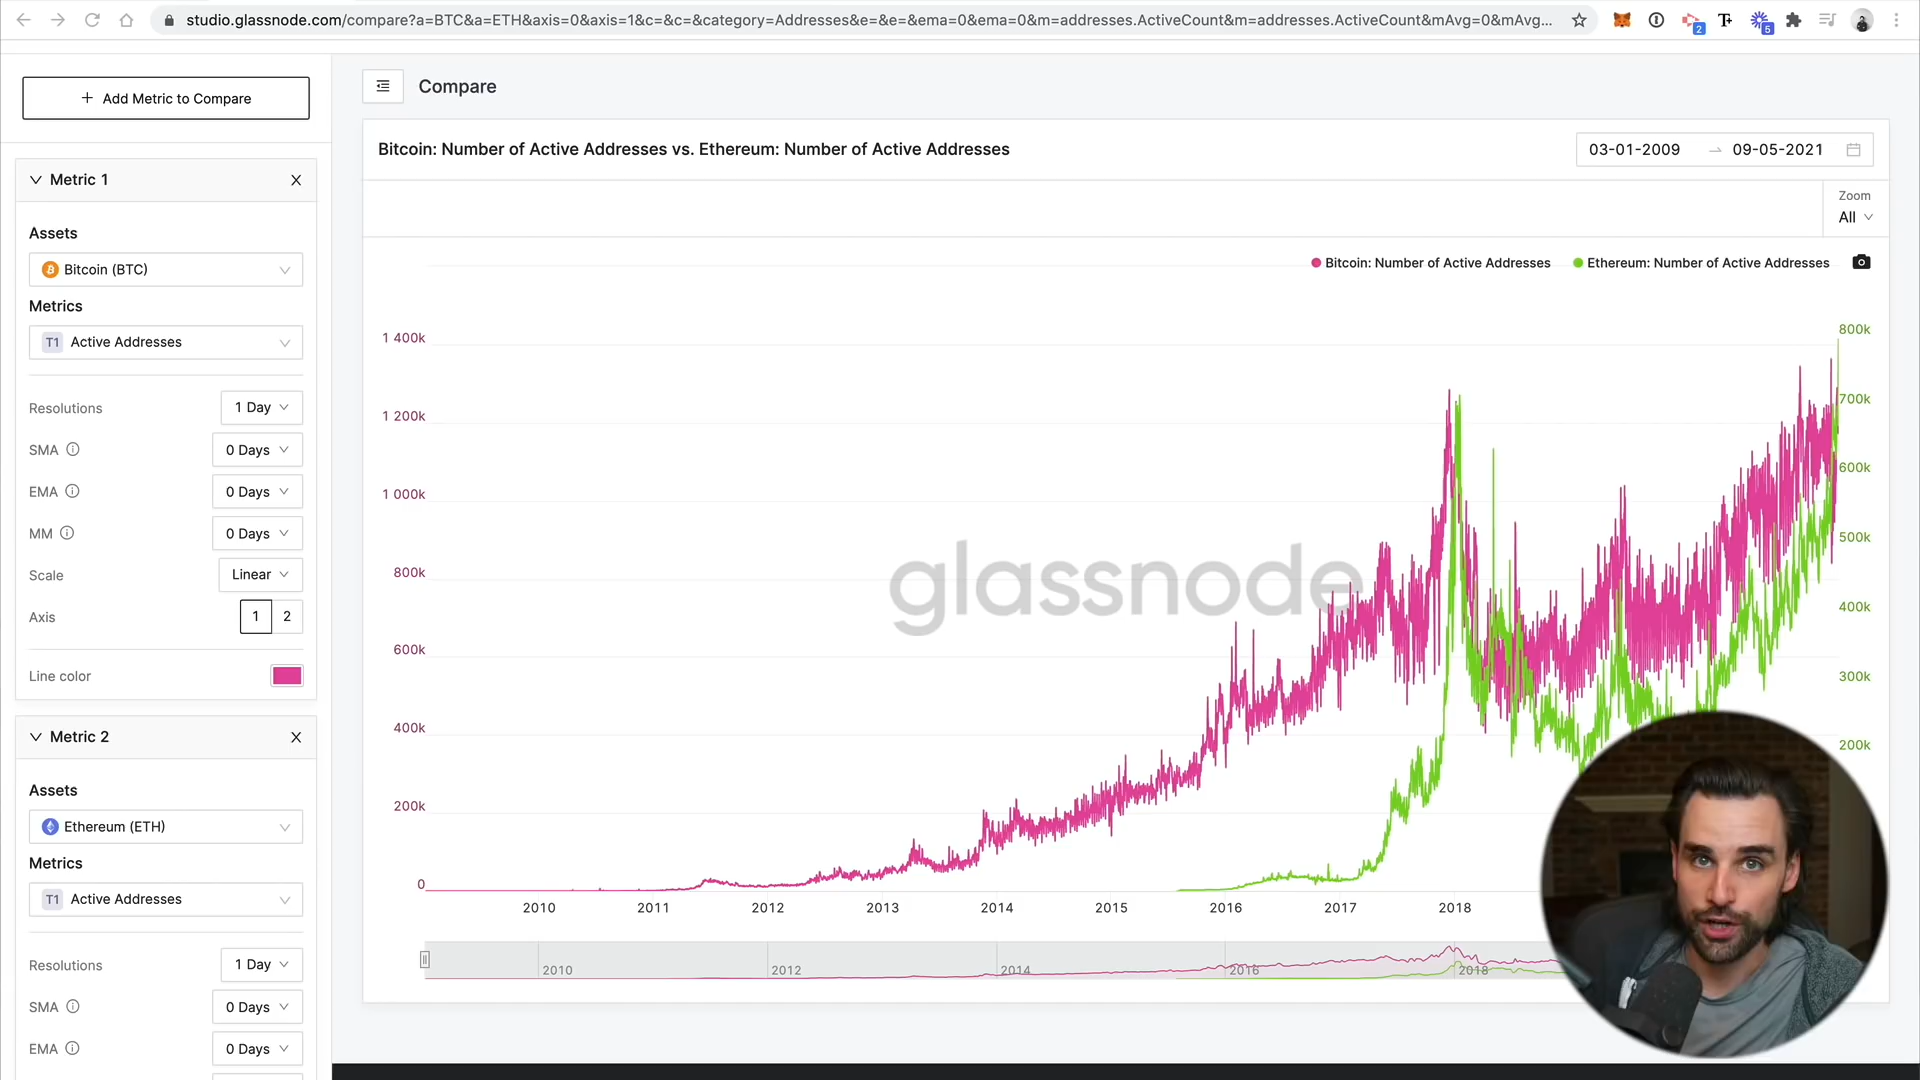 studio.glassnode.com/compare?a=BTC&a=ETH&axis=0&axis=1&c=&c=&category=Addresses&e=&e=&ema=0&ema=0&m=addresses.ActiveCount&m=addresses.ActiveCount&mAvg=0&mAvg...
2
5
+ Add Metric to Compare
Compare
Bitcoin: Number of Active Addresses vs. Ethereum: Number of Active Addresses
03-01-2009 → 09-05-2021
Zoom
All
Bitcoin: Number of Active Addresses
Ethereum: Number of Active Addresses
Metric 1
X
Assets
Bitcoin (BTC)
Metrics
T1 Active Addresses
Resolutions
1 Day
SMA
0 Days
EMA
0 Days
MM
0 Days
Scale
Linear
Axis
1
2
Line color
Metric 2
X
Assets
Ethereum (ETH)
Metrics
T1 Active Addresses
Resolutions
1 Day
SMA
0 Days
EMA
0 Days
1 400k
1 200k
1 000k
800k
600k
400k
200k
0
glassnode
800k
700k
600k
500k
400k
300k
200k
2010
2011
2012
2013
2014
2015
2016
2017
2018
2010
2012
2014
2016
2018